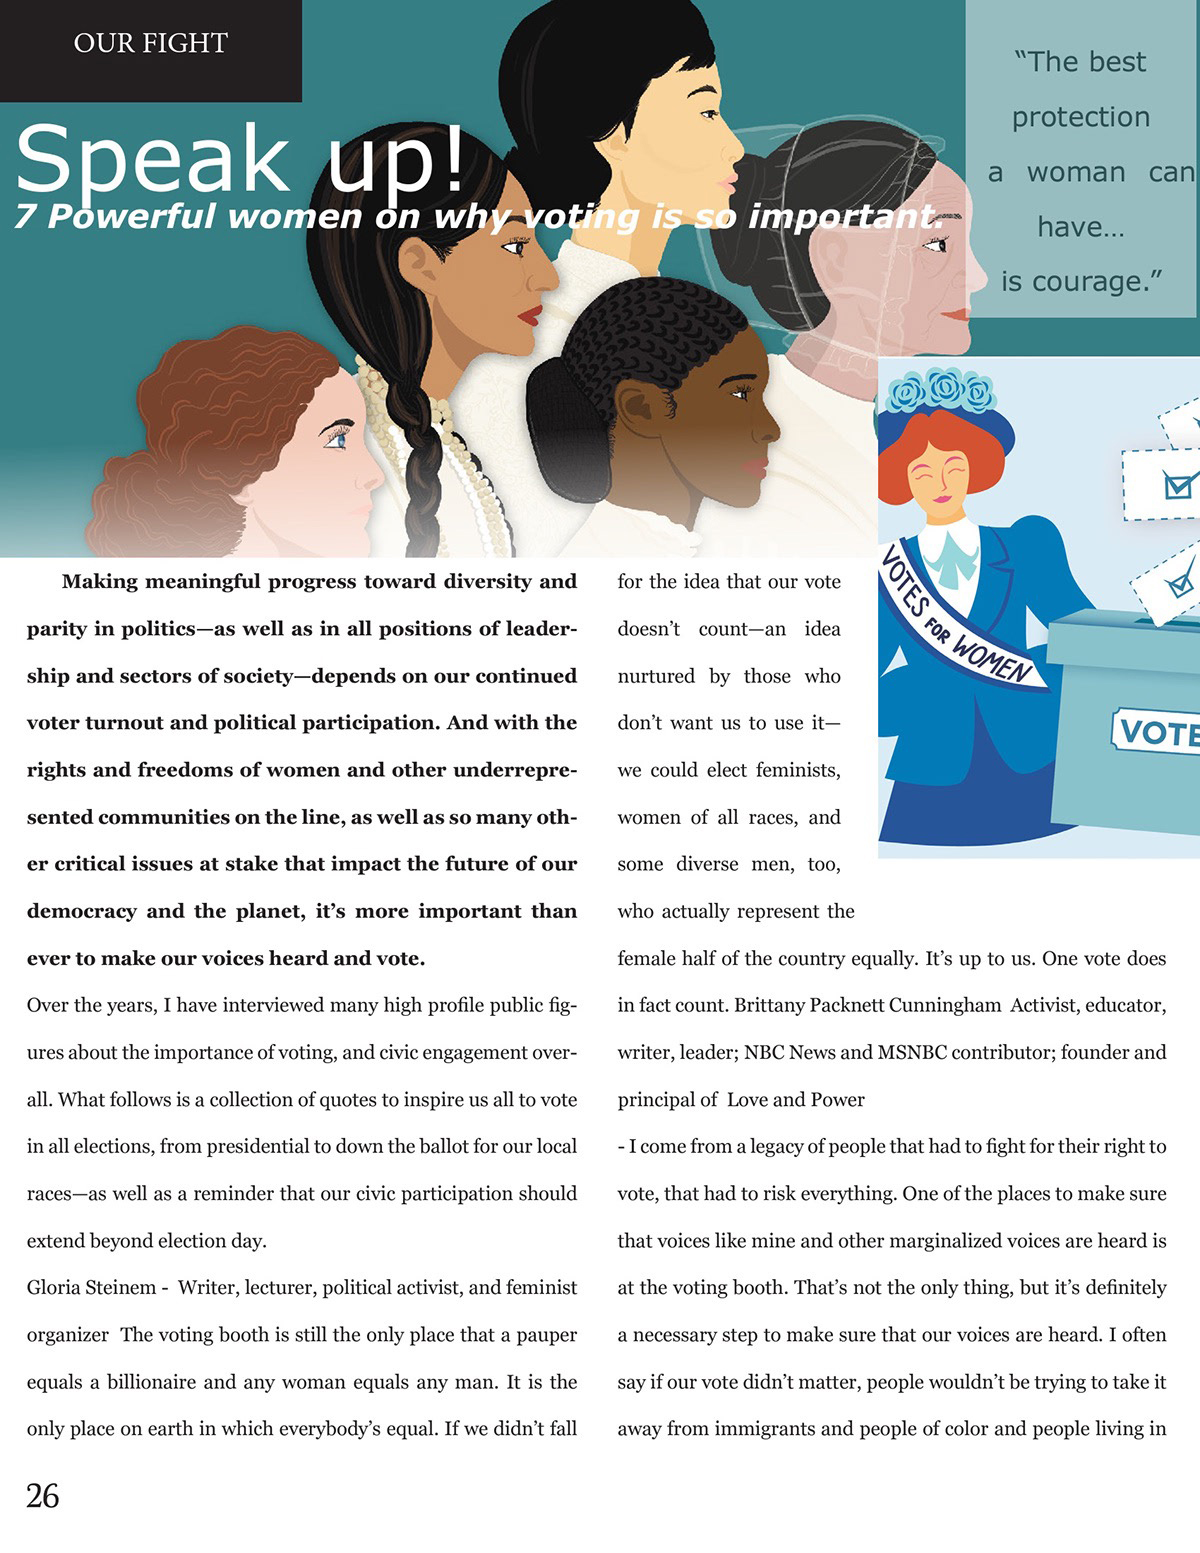 OUR FIGHT
Speak up!
7 Powerful women on why voting is so important.
“The best
protection
a woman can
have…
is courage.”
VOTES FOR WOMEN
VOTE
Making meaningful progress toward diversity and
parity in politics—as well as in all positions of leader-
ship and sectors of society—depends on our continued
voter turnout and political participation. And with the
rights and freedoms of women and other underrepre-
sented communities on the line, as well as so many oth-
er critical issues at stake that impact the future of our
democracy and the planet, it’s more important than
ever to make our voices heard and vote.
Over the years, I have interviewed many high profile public fig-
ures about the importance of voting, and civic engagement over-
all. What follows is a collection of quotes to inspire us all to vote
in all elections, from presidential to down the ballot for our local
races—as well as a reminder that our civic participation should
extend beyond election day.
Gloria Steinem - Writer, lecturer, political activist, and feminist
organizer The voting booth is still the only place that a pauper
equals a billionaire and any woman equals any man. It is the
only place on earth in which everybody’s equal. If we didn’t fall
for the idea that our vote
doesn’t count—an idea
nurtured by those who
don’t want us to use it—
we could elect feminists,
women of all races, and
some diverse men, too,
who actually represent the
female half of the country equally. It’s up to us. One vote does
in fact count. Brittany Packnett Cunningham Activist, educator,
writer, leader; NBC News and MSNBC contributor; founder and
principal of Love and Power
- I come from a legacy of people that had to fight for their right to
vote, that had to risk everything. One of the places to make sure
that voices like mine and other marginalized voices are heard is
at the voting booth. That’s not the only thing, but it’s definitely
a necessary step to make sure that our voices are heard. I often
say if our vote didn’t matter, people wouldn’t be trying to take it
away from immigrants and people of color and people living in
26